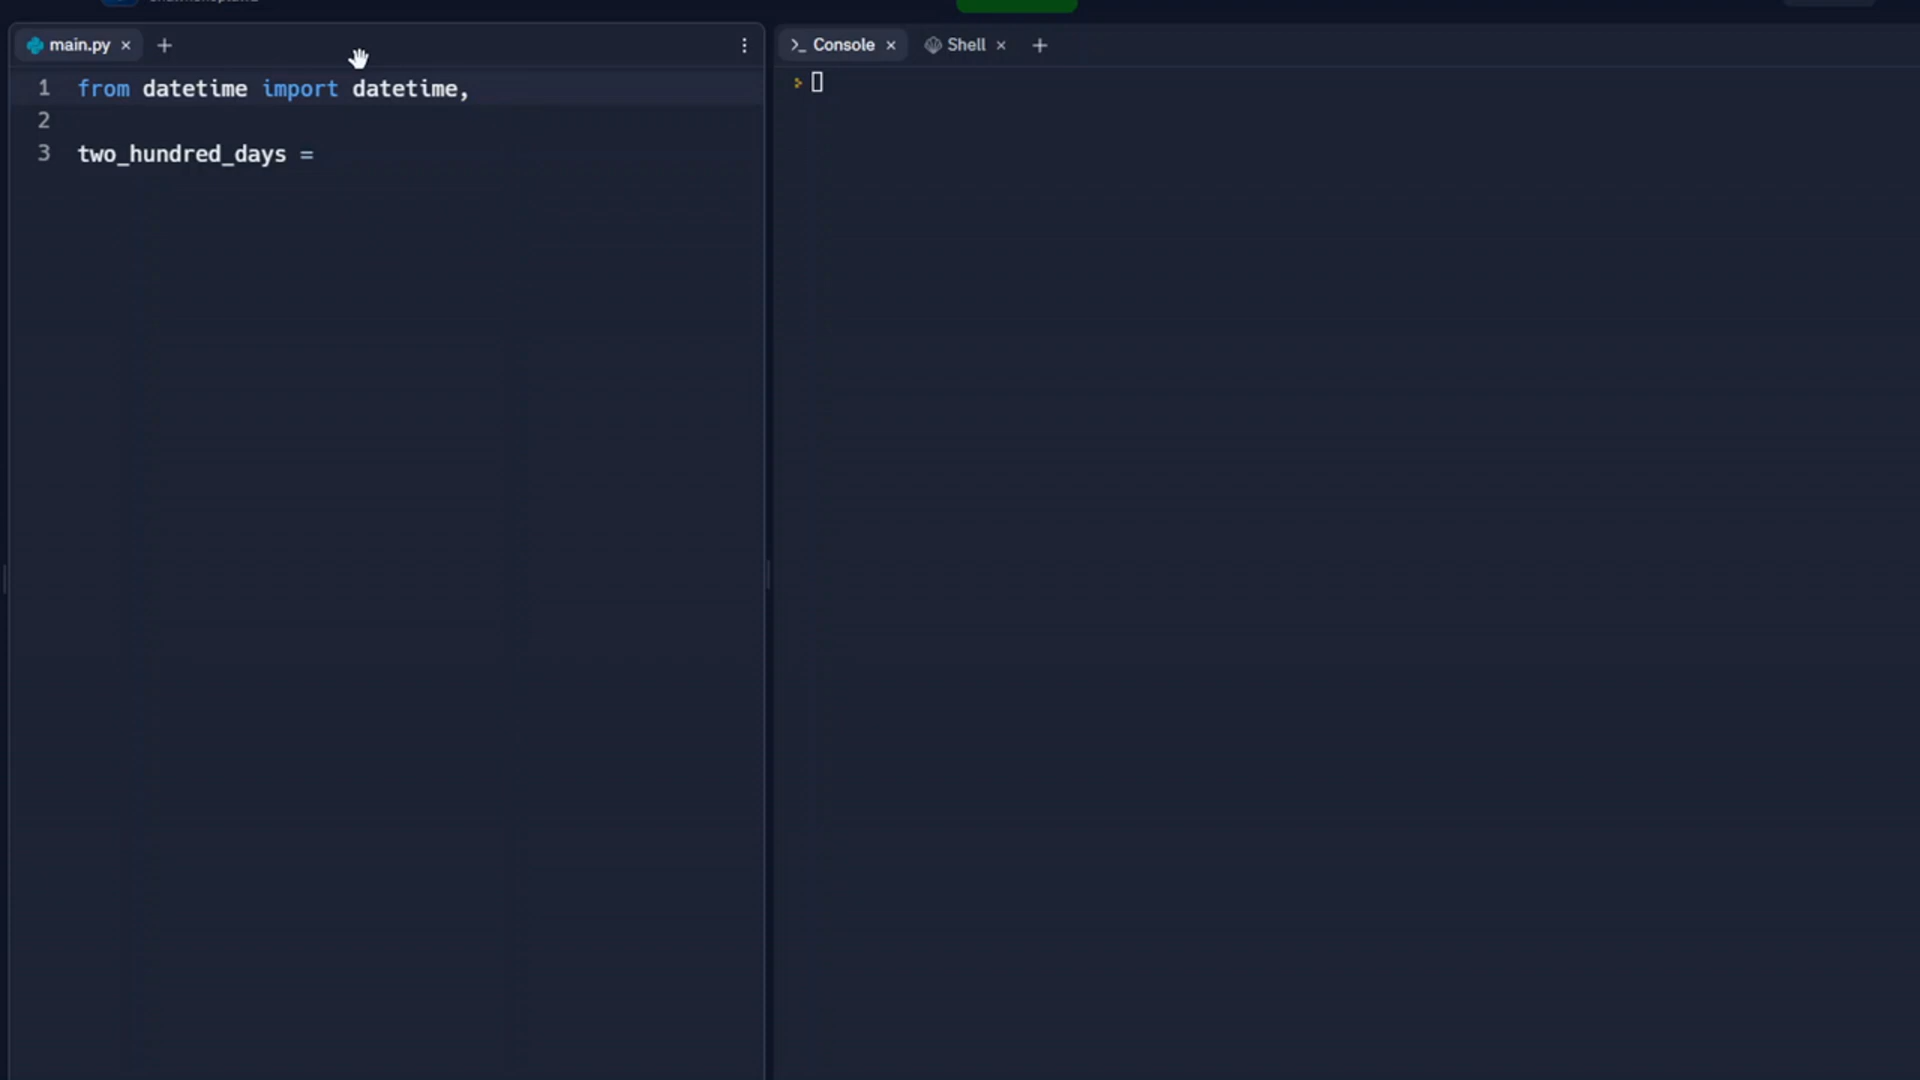 main.py
Console
Shell
1 from datetime import datetime,
2
3 two_hundred_days =